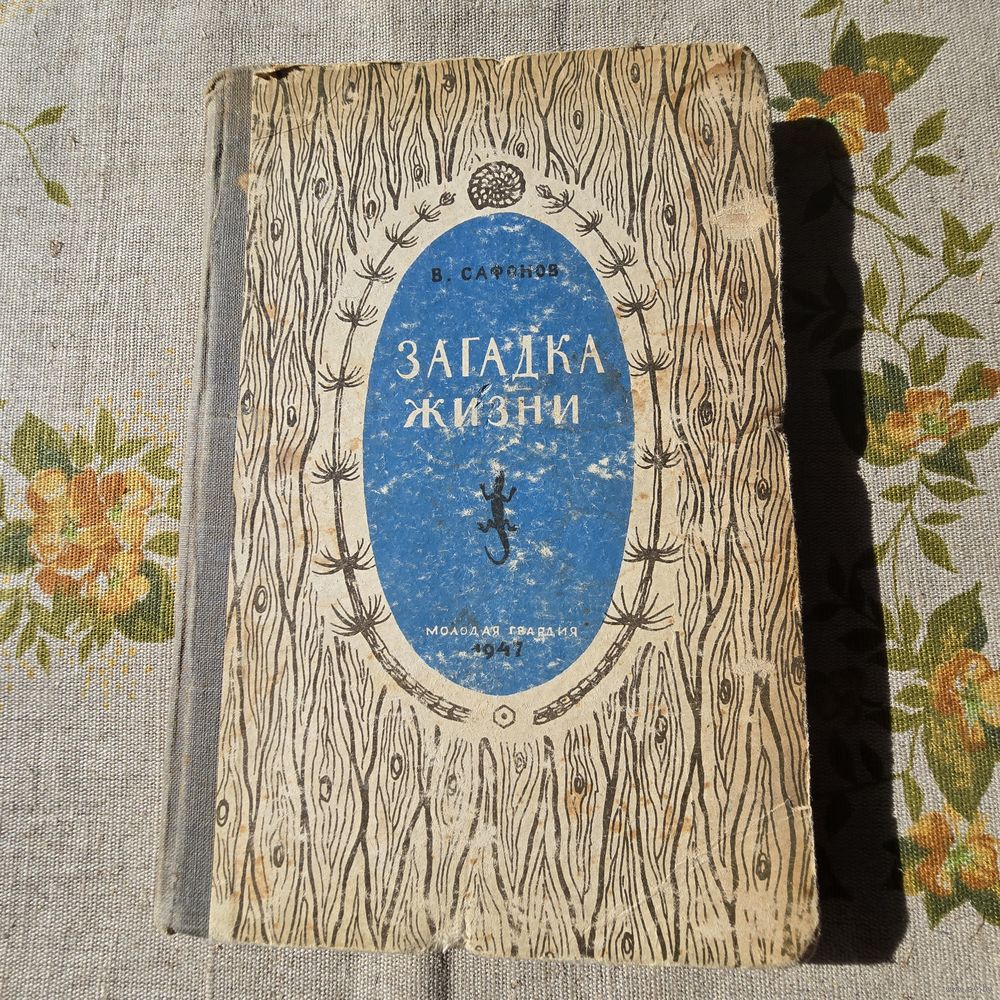 В. САФОНОВ
ЗАГАДКА
ЖИЗНИ
МОЛОДАЯ ГВАРДИЯ
1947